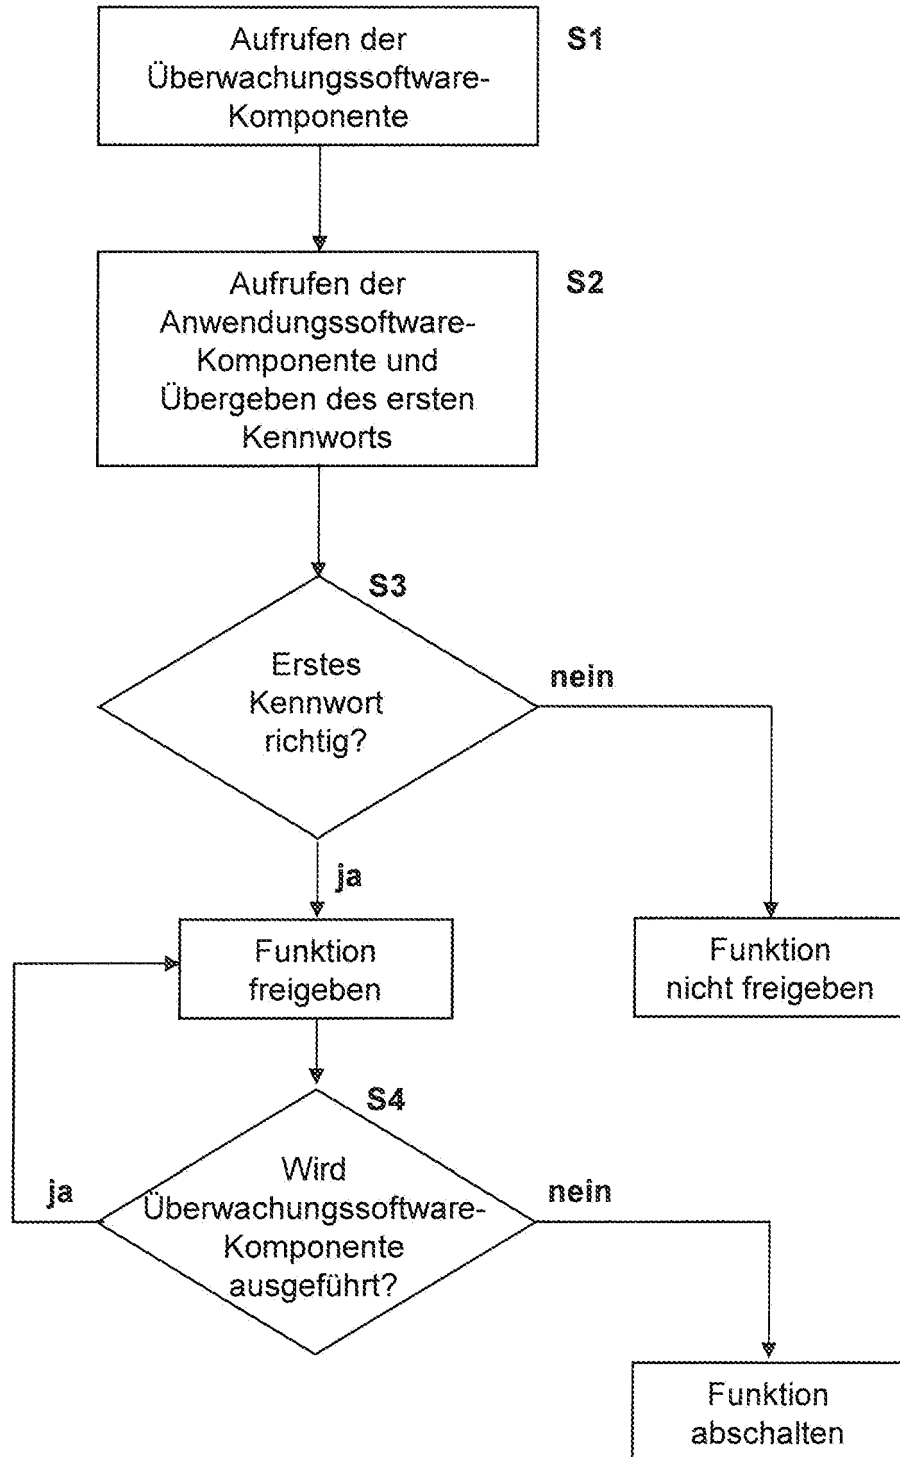 Aufrufen der
Überwachungssoftware-
Komponente
S1
Aufrufen der
Anwendungssoftware-
Komponente und
Übergeben des ersten
Kennworts
S2
S3
Erstes
Kennwort
richtig?
nein
ja
Funktion
freigeben
Funktion
nicht freigeben
S4
Wird
Überwachungssoftware-
Komponente
ausgeführt?
ja
nein
Funktion
abschalten